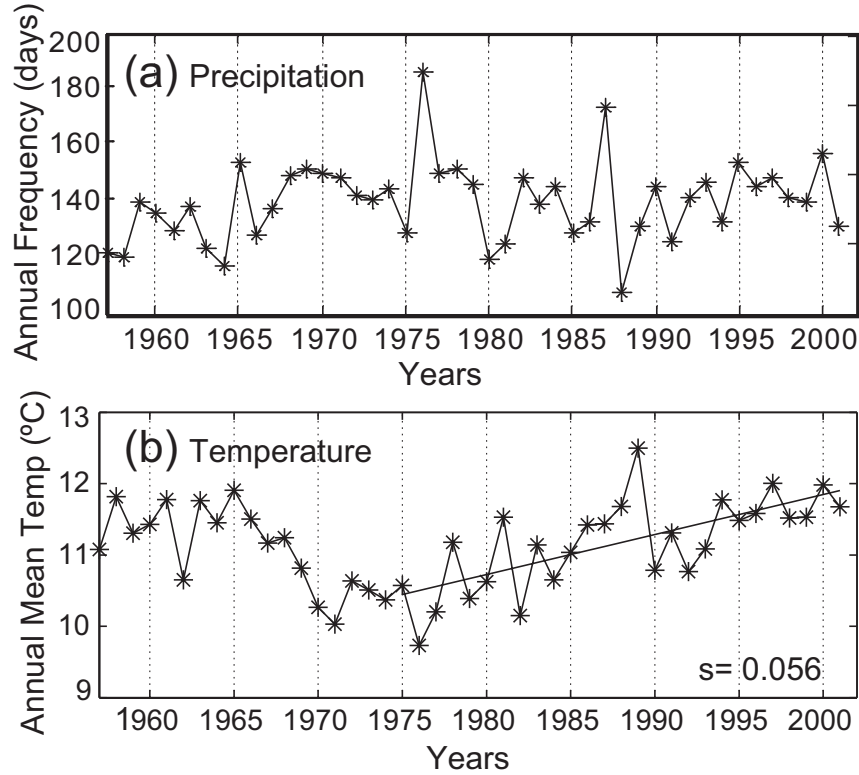 200
180
160
140
120
100
Annual Frequency (days)
(a) Precipitation
1960 1965 1970 1975 1980 1985 1990 1995 2000
Years
13
12
11
10
9
Annual Mean Temp (ºC)
(b) Temperature
s= 0.056
1960 1965 1970 1975 1980 1985 1990 1995 2000
Years